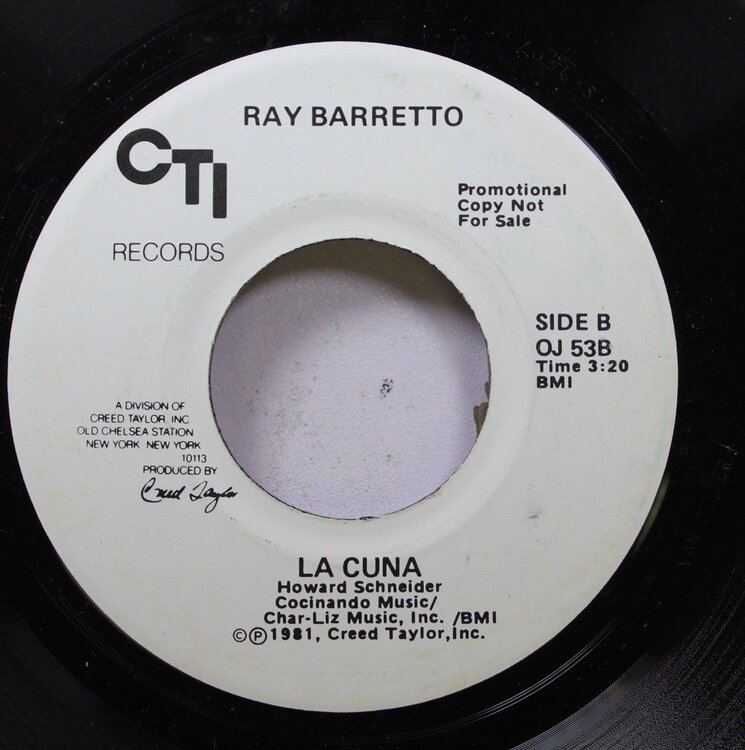 RAY BARRETTO
CTI
RECORDS
Promotional
Copy Not
For Sale
SIDE B
OJ 53B
Time 3:20
BMI
A DIVISION OF
CREED TAYLOR, INC
OLD CHELSEA STATION
NEW YORK NEW YORK
10113
PRODUCED BY
Creed Taylor
LA CUNA
Howard Schneider
Cocinando Music/
Char-Liz Music, Inc. /BMI
©℗1981, Creed Taylor,Inc.